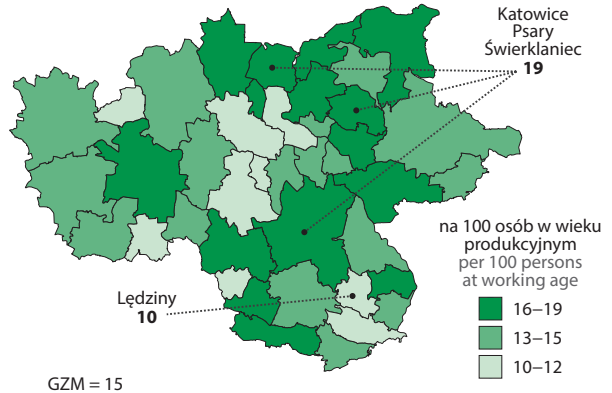 Katowice
Psary
Świerklaniec
19
na 100 osób w wieku
produkcyjnym
per 100 persons
at working age
16–19
13–15
10–12
Lędziny
10
GZM = 15